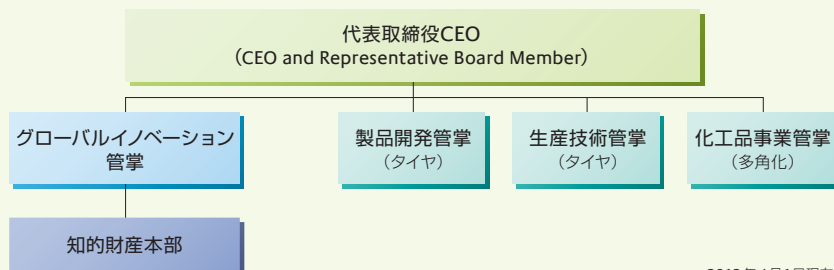 代表取締役CEO
（CEO and Representative Board Member）
グローバルイノベーション
管掌
製品開発管掌
（タイヤ）
生産技術管掌
（タイヤ）
化工品事業管掌
（多角化）
知的財産本部